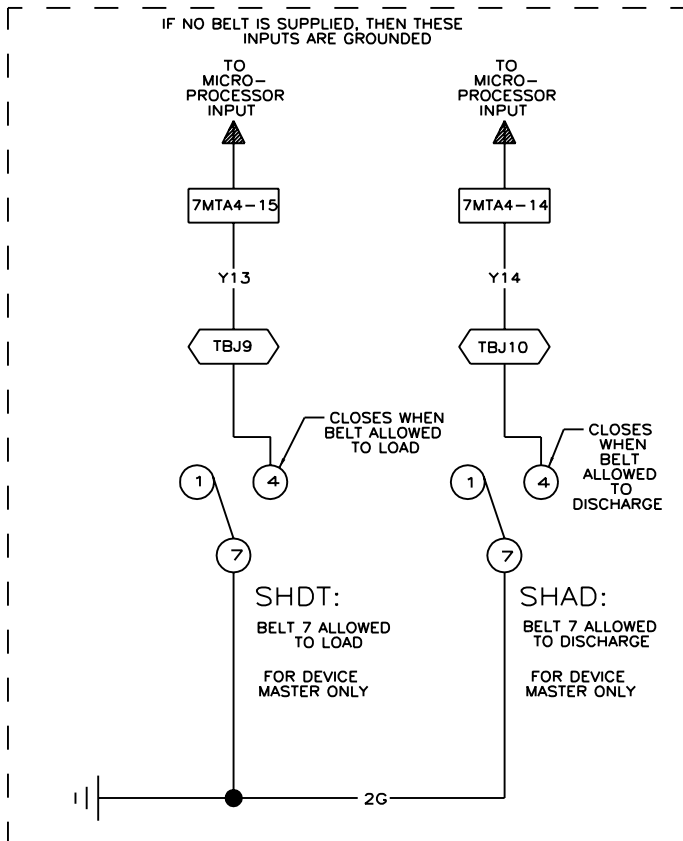 IF NO BELT IS SUPPLIED, THEN THESE
INPUTS ARE GROUNDED
TO
MICRO-
PROCESSOR
INPUT
7MTA4-15
Y13
TBJ9
CLOSES WHEN
BELT ALLOWED
TO LOAD
1
4
7
SHDT:
BELT 7 ALLOWED
TO LOAD
FOR DEVICE
MASTER ONLY
TO
MICRO-
PROCESSOR
INPUT
7MTA4-14
Y14
TBJ10
CLOSES
WHEN
BELT
ALLOWED
TO
DISCHARGE
1
4
7
SHAD:
BELT 7 ALLOWED
TO DISCHARGE
FOR DEVICE
MASTER ONLY
2G